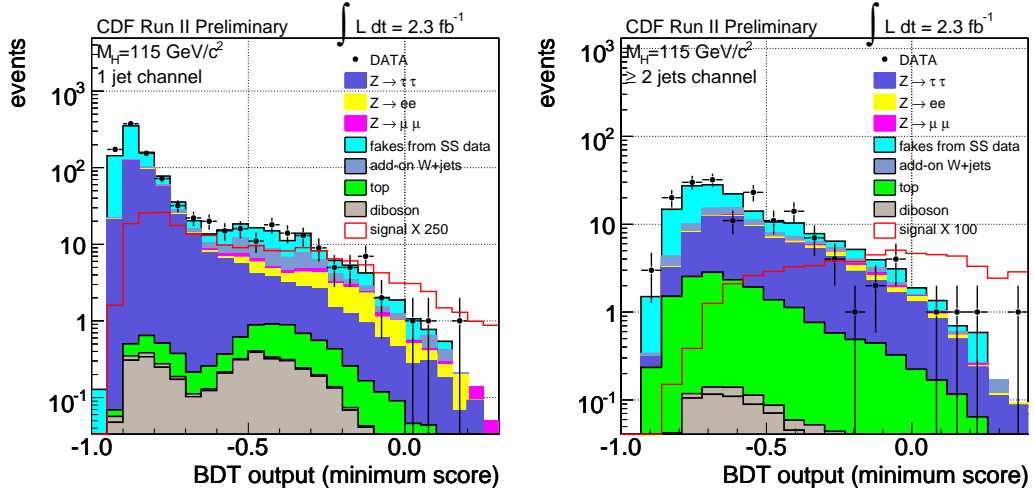 CDF Run II Preliminary ∫ L dt = 2.3 fb⁻¹
M_H=115 GeV/c²
1 jet channel
DATA
Z → τ τ
Z → ee
Z → μ μ
fakes from SS data
add-on W+jets
top
diboson
signal X 250
events
10³
10²
10
1
10⁻¹
-1.0 -0.5 0.0
BDT output (minimum score)
CDF Run II Preliminary ∫ L dt = 2.3 fb⁻¹
M_H=115 GeV/c²
≥ 2 jets channel
DATA
Z → τ τ
Z → ee
Z → μ μ
fakes from SS data
add-on W+jets
top
diboson
signal X 100
events
10³
10²
10
1
10⁻¹
-1.0 -0.5 0.0
BDT output (minimum score)